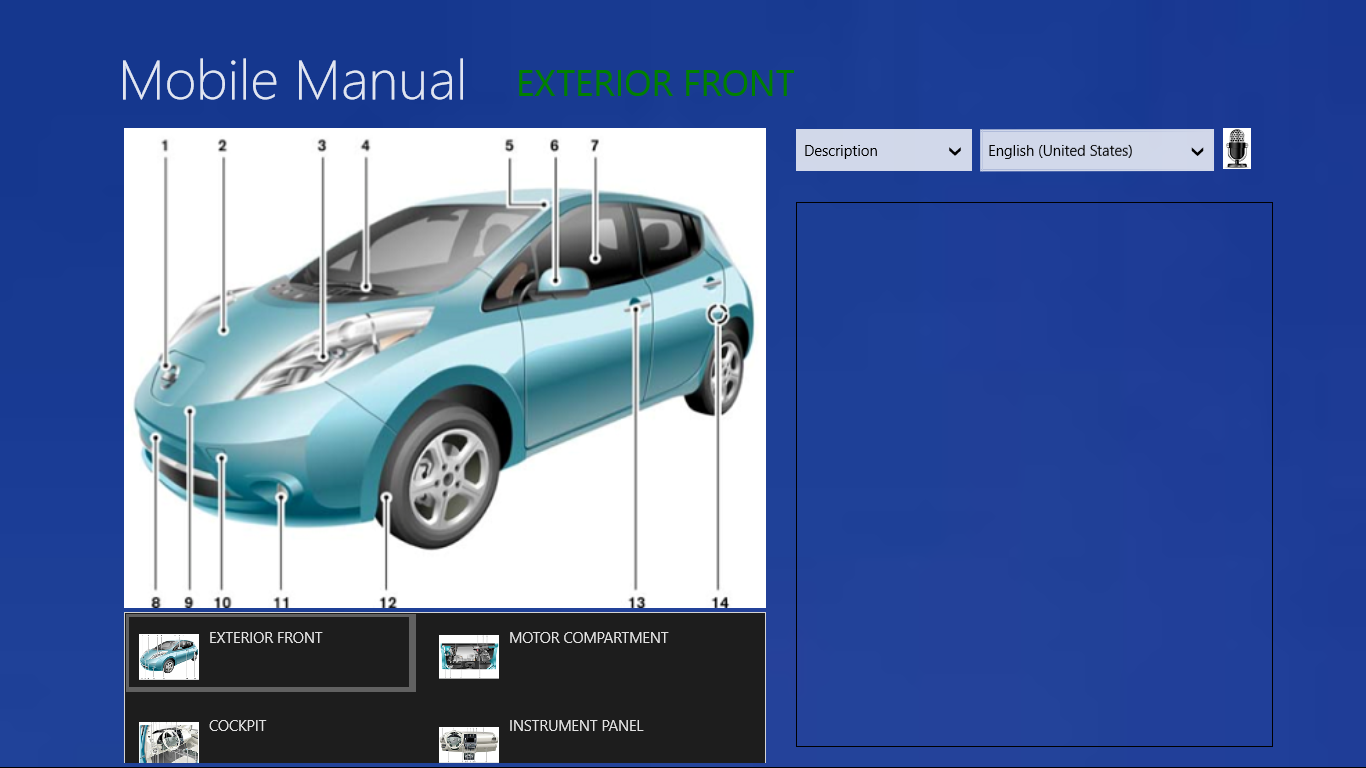 Mobile Manual EXTERIOR FRONT
1 2 3 4 5 6 7
Description English (United States)
8 9 10 11 12 13 14
EXTERIOR FRONT MOTOR COMPARTMENT
COCKPIT INSTRUMENT PANEL